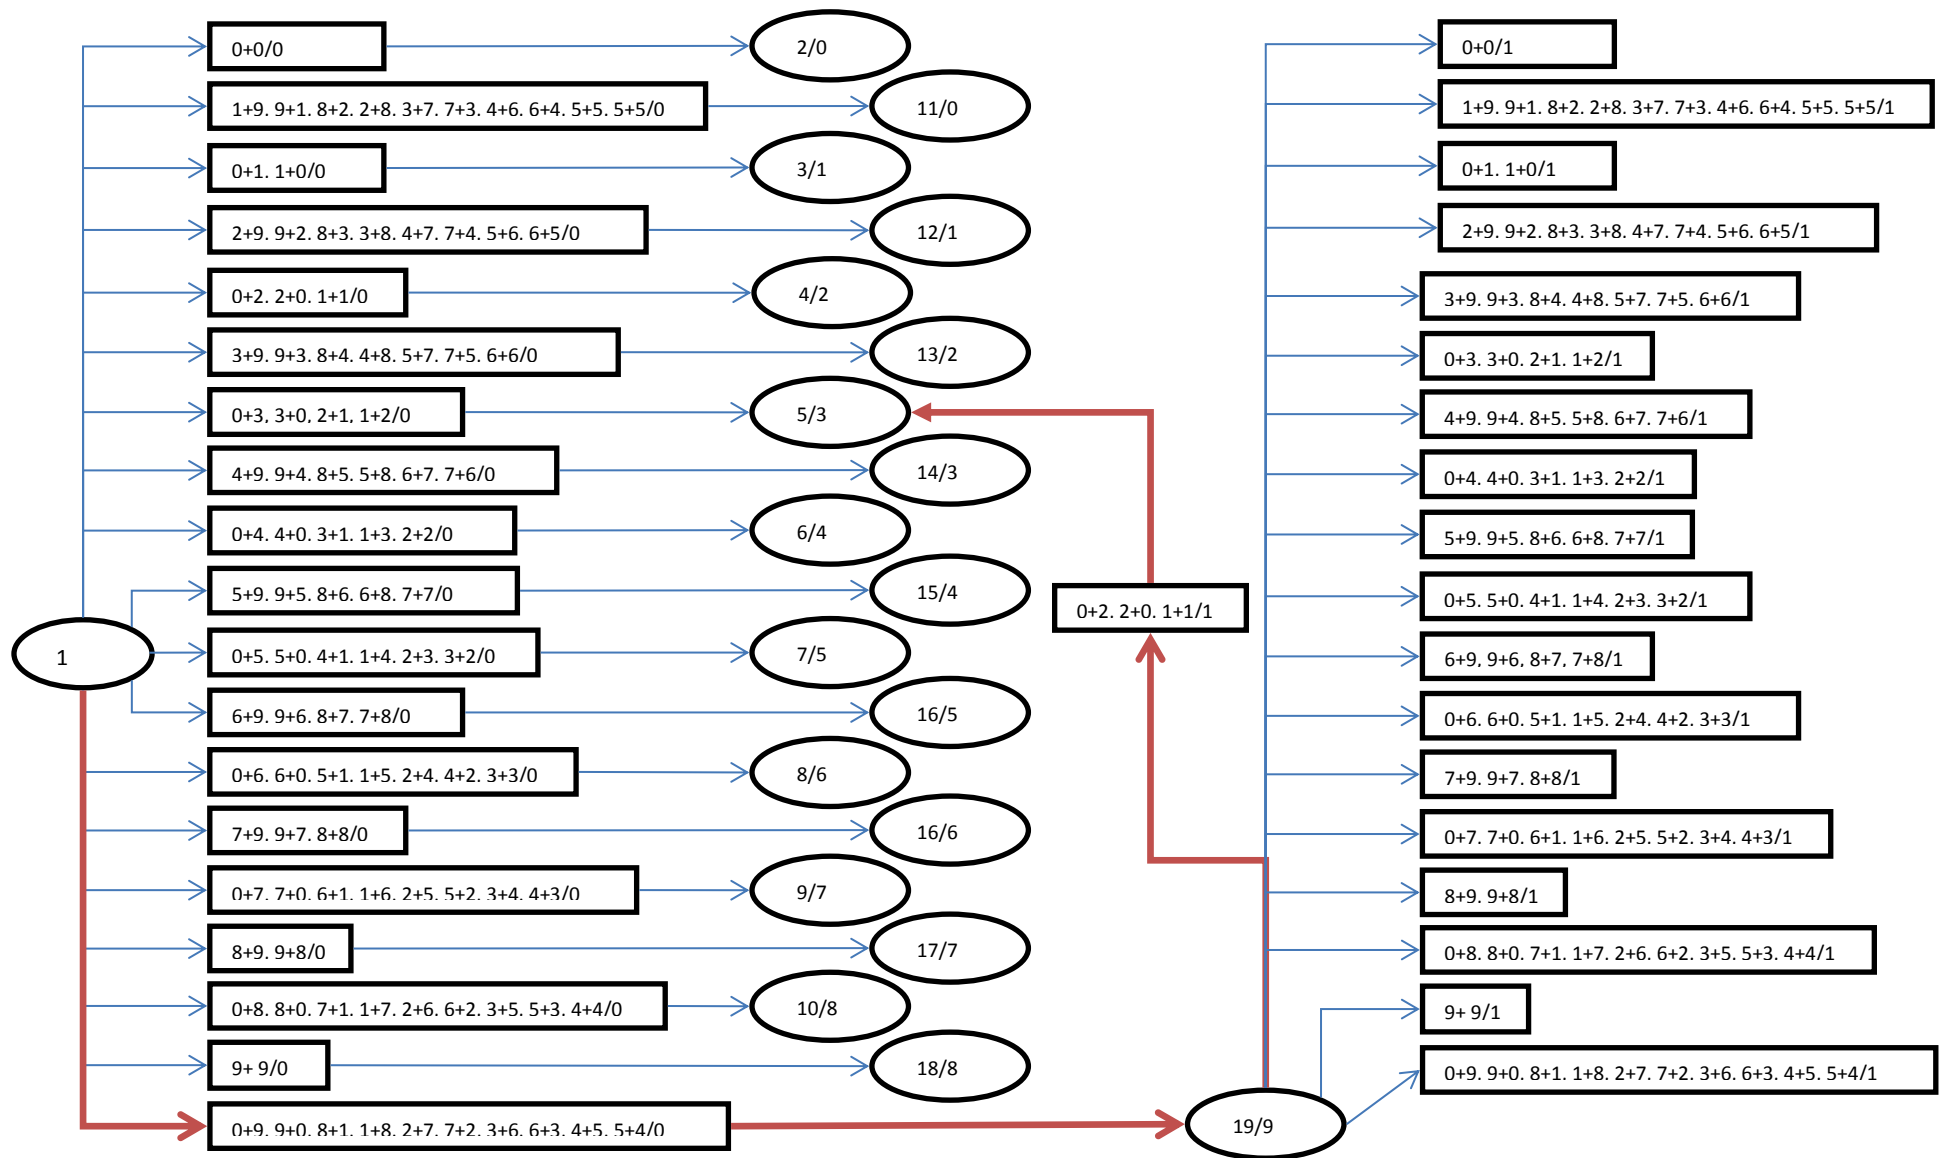 0+0/0
2/0
1+9. 9+1. 8+2. 2+8. 3+7. 7+3. 4+6. 6+4. 5+5. 5+5/0
11/0
0+1. 1+0/0
3/1
2+9. 9+2. 8+3. 3+8. 4+7. 7+4. 5+6. 6+5/0
12/1
0+2. 2+0. 1+1/0
4/2
3+9. 9+3. 8+4. 4+8. 5+7. 7+5. 6+6/0
13/2
0+3, 3+0, 2+1, 1+2/0
5/3
4+9. 9+4. 8+5. 5+8. 6+7. 7+6/0
14/3
0+4. 4+0. 3+1. 1+3. 2+2/0
6/4
5+9. 9+5. 8+6. 6+8. 7+7/0
15/4
1
0+5. 5+0. 4+1. 1+4. 2+3. 3+2/0
7/5
6+9. 9+6. 8+7. 7+8/0
16/5
0+6. 6+0. 5+1. 1+5. 2+4. 4+2. 3+3/0
8/6
7+9. 9+7. 8+8/0
16/6
0+7. 7+0. 6+1. 1+6. 2+5. 5+2. 3+4. 4+3/0
9/7
8+9. 9+8/0
17/7
0+8. 8+0. 7+1. 1+7. 2+6. 6+2. 3+5. 5+3. 4+4/0
10/8
9+ 9/0
18/8
0+9. 9+0. 8+1. 1+8. 2+7. 7+2. 3+6. 6+3. 4+5. 5+4/0
19/9
0+2. 2+0. 1+1/1
0+0/1
1+9. 9+1. 8+2. 2+8. 3+7. 7+3. 4+6. 6+4. 5+5. 5+5/1
0+1. 1+0/1
2+9. 9+2. 8+3. 3+8. 4+7. 7+4. 5+6. 6+5/1
3+9. 9+3. 8+4. 4+8. 5+7. 7+5. 6+6/1
0+3. 3+0. 2+1. 1+2/1
4+9. 9+4. 8+5. 5+8. 6+7. 7+6/1
0+4. 4+0. 3+1. 1+3. 2+2/1
5+9. 9+5. 8+6. 6+8. 7+7/1
0+5. 5+0. 4+1. 1+4. 2+3. 3+2/1
6+9, 9+6, 8+7, 7+8/1
0+6. 6+0. 5+1. 1+5. 2+4. 4+2. 3+3/1
7+9. 9+7. 8+8/1
0+7. 7+0. 6+1. 1+6. 2+5. 5+2. 3+4. 4+3/1
8+9. 9+8/1
0+8. 8+0. 7+1. 1+7. 2+6. 6+2. 3+5. 5+3. 4+4/1
9+ 9/1
0+9. 9+0. 8+1. 1+8. 2+7. 7+2. 3+6. 6+3. 4+5. 5+4/1